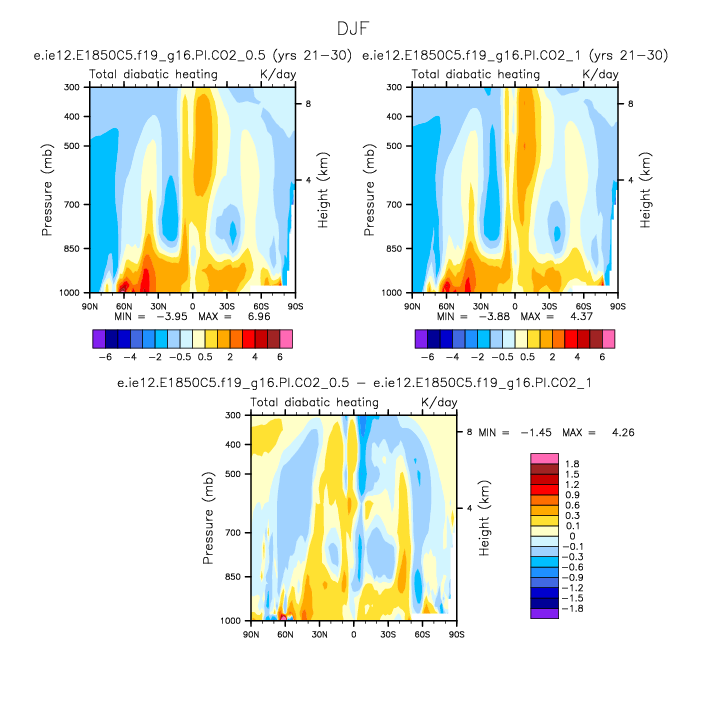 DJF
e.ie12.E1850C5.f19_g16.PI.CO2_0.5 (yrs 21-30) e.ie12.E1850C5.f19_g16.PI.CO2_1 (yrs 21-30)
Total diabatic heating K/day Total diabatic heating K/day
300 300
8 8
400 400
500 500
4 4
700 700
850 850
1000 1000
Pressure (mb) Height (km) Pressure (mb) Height (km)
90N 60N 30N 0 30S 60S 90S 90N 60N 30N 0 30S 60S 90S
MIN = -3.95 MAX = 6.96 MIN = -3.88 MAX = 4.37
-6 -4 -2 -0.5 0.5 2 4 6 -6 -4 -2 -0.5 0.5 2 4 6
e.ie12.E1850C5.f19_g16.PI.CO2_0.5 - e.ie12.E1850C5.f19_g16.PI.CO2_1
Total diabatic heating K/day
300
8 MIN = -1.45 MAX = 4.26
400
500
4
700
850
1000
Pressure (mb) Height (km)
90N 60N 30N 0 30S 60S 90S
1.8
1.5
1.2
0.9
0.6
0.3
0.1
0
-0.1
-0.3
-0.6
-0.9
-1.2
-1.5
-1.8